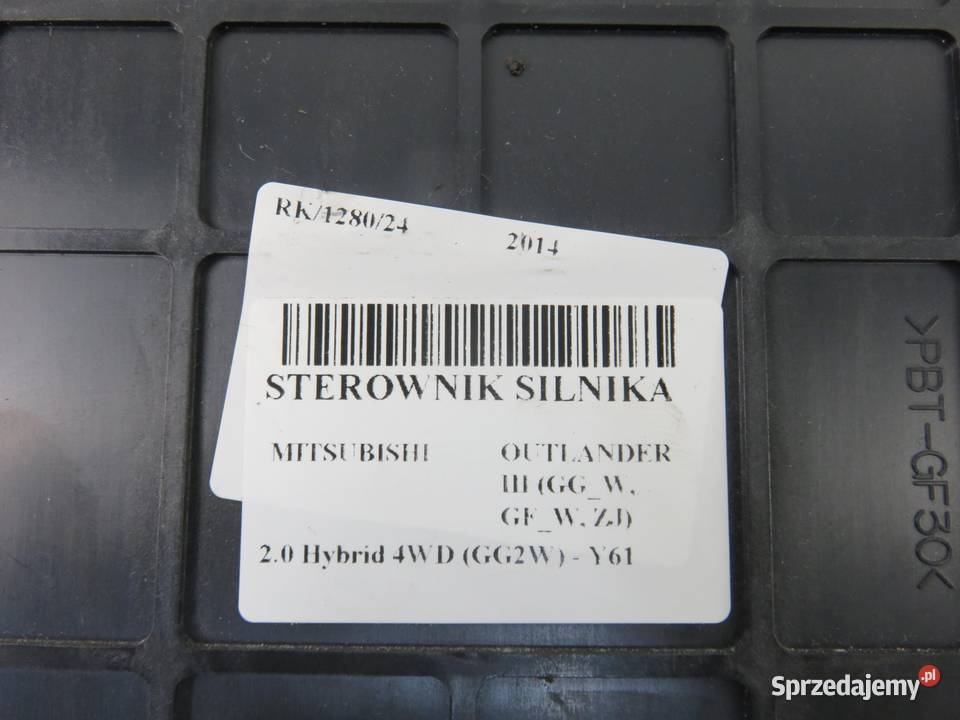 RK/1280/24
2014
STEROWNIK SILNIKA
MITSUBISHI OUTLANDER
III (GG_W,
GF_W, ZJ)
2.0 Hybrid 4WD (GG2W) - Y61
>PBT-GF30<
Sprzedajemy.pl